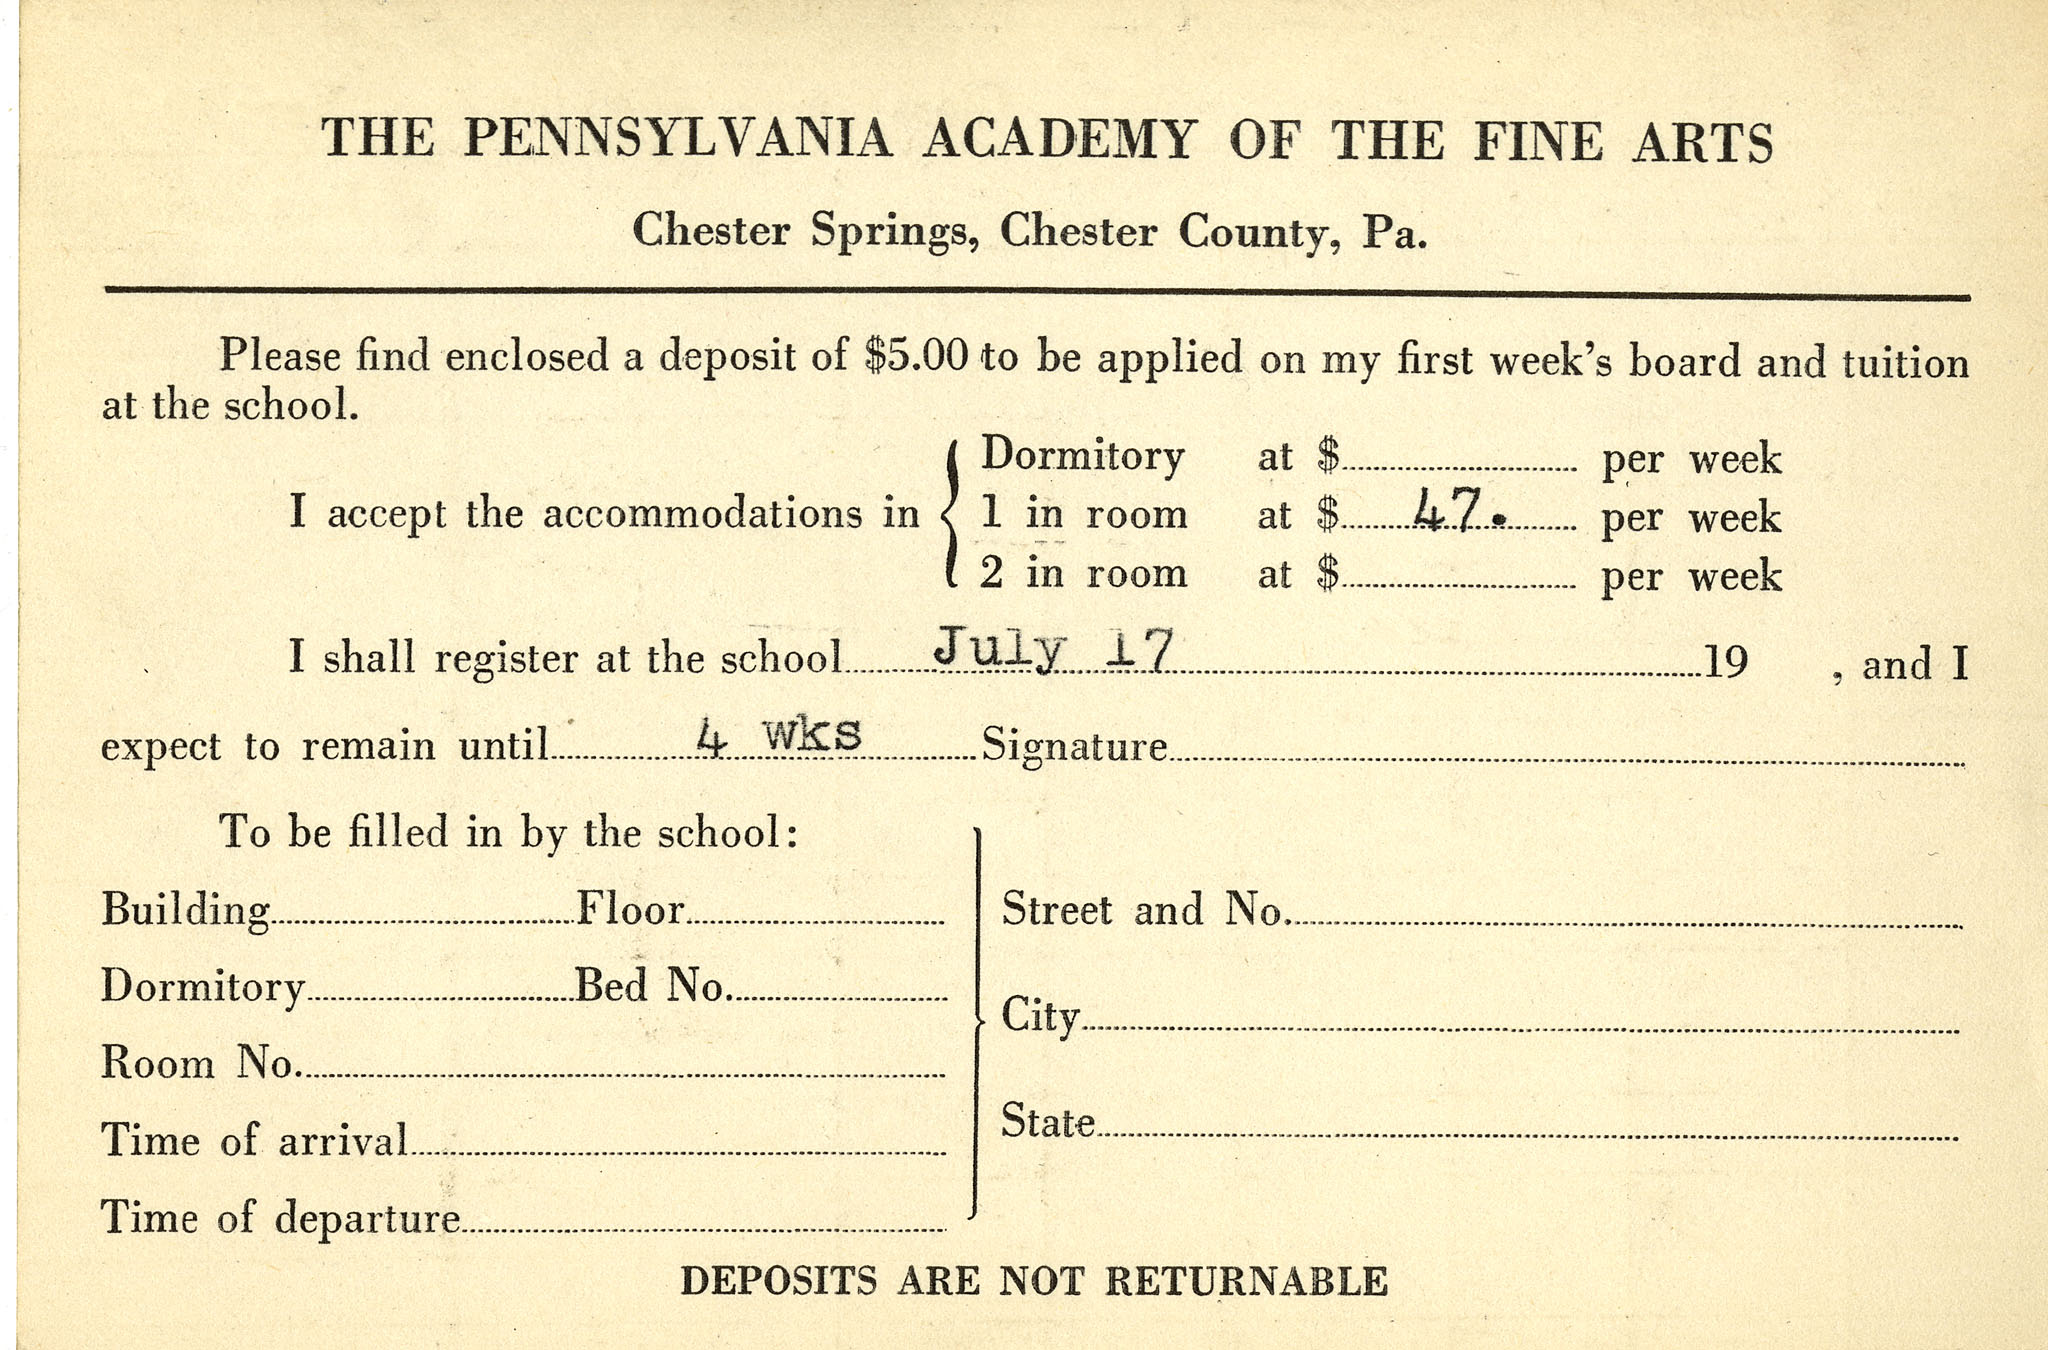 THE PENNSYLVANIA ACADEMY OF THE FINE ARTS
Chester Springs, Chester County, Pa.
Please find enclosed a deposit of $5.00 to be applied on my first week's board and tuition
at the school.
Dormitory at $ per week
I accept the accommodations in 1 in room at $ 47. per week
2 in room at $ per week
I shall register at the school July 17 19 , and I
expect to remain until 4 wks Signature
To be filled in by the school:
Building Floor Street and No.
Dormitory Bed No.
City
Room No.
State
Time of arrival
Time of departure
DEPOSITS ARE NOT RETURNABLE